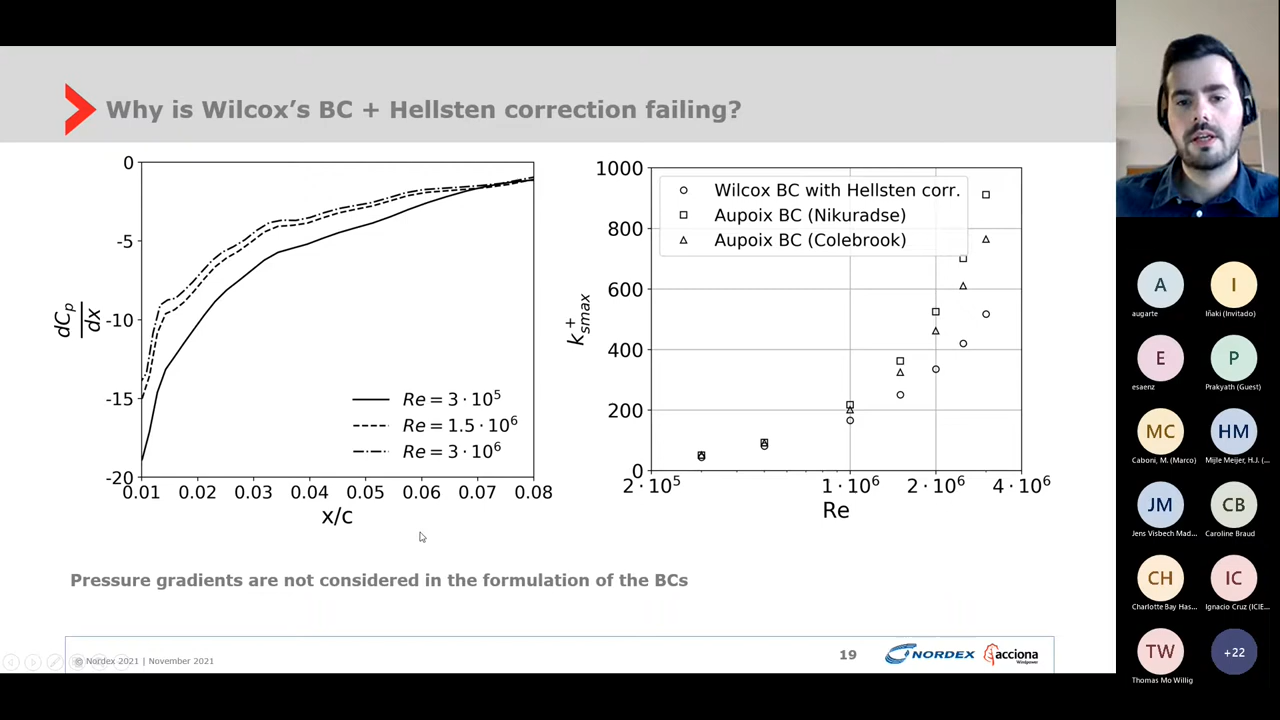 Why is Wilcox's BC + Hellsten correction failing?
0
-5
-10
-15
-20
dCp
dx
0.01 0.02 0.03 0.04 0.05 0.06 0.07 0.08
x/c
Re = 3 · 10⁵
Re = 1.5 · 10⁶
Re = 3 · 10⁶
1000
800
600
400
200
0
k⁺smax
Wilcox BC with Hellsten corr.
Aupoix BC (Nikuradse)
Aupoix BC (Colebrook)
2 · 10⁵ 1 · 10⁶ 2 · 10⁶ 4 · 10⁶
Re
Pressure gradients are not considered in the formulation of the BCs
© Nordex 2021 | November 2021
19
NORDEX
acciona
Windpower
A
augarte
I
Iñaki (Invitado)
E
esaenz
P
Prakyath (Guest)
MC
Caboni, M. (Marco)
HM
Mijle Meijer, H.J. (...
JM
Jens Visbech Mad...
CB
Caroline Braud
CH
Charlotte Bay Has...
IC
Ignacio Cruz (ICIE...
TW
Thomas Mo Willig
+22